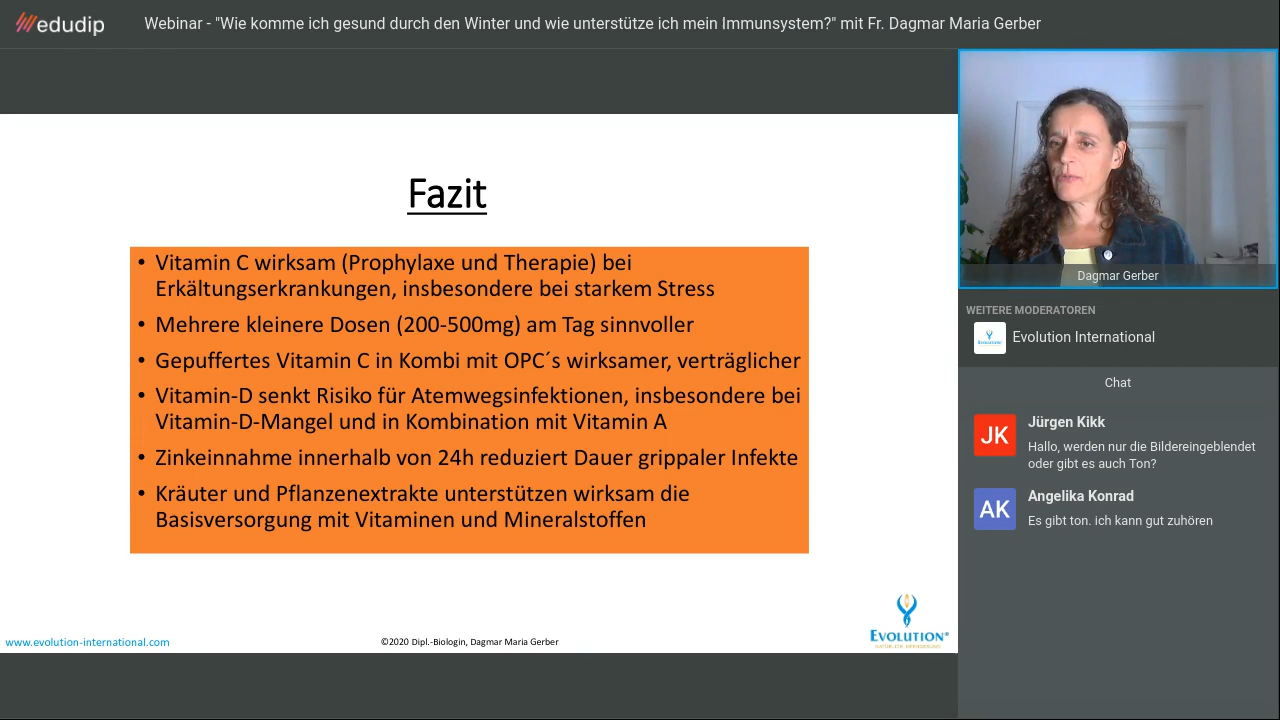 edudip
Webinar - "Wie komme ich gesund durch den Winter und wie unterstütze ich mein Immunsystem?" mit Fr. Dagmar Maria Gerber
Fazit
• Vitamin C wirksam (Prophylaxe und Therapie) bei
Erkältungserkrankungen, insbesondere bei starkem Stress
• Mehrere kleinere Dosen (200-500mg) am Tag sinnvoller
• Gepuffertes Vitamin C in Kombi mit OPC´s wirksamer, verträglicher
• Vitamin-D senkt Risiko für Atemwegsinfektionen, insbesondere bei
Vitamin-D-Mangel und in Kombination mit Vitamin A
• Zinkeinnahme innerhalb von 24h reduziert Dauer grippaler Infekte
• Kräuter und Pflanzenextrakte unterstützen wirksam die
Basisversorgung mit Vitaminen und Mineralstoffen
www.evolution-international.com
©2020 Dipl.-Biologin, Dagmar Maria Gerber
EVOLUTION®
Dagmar Gerber
WEITERE MODERATOREN
Evolution International
Chat
JK
Jürgen Kikk
Hallo, werden nur die Bildereingeblendet
oder gibt es auch Ton?
AK
Angelika Konrad
Es gibt ton. ich kann gut zuhören